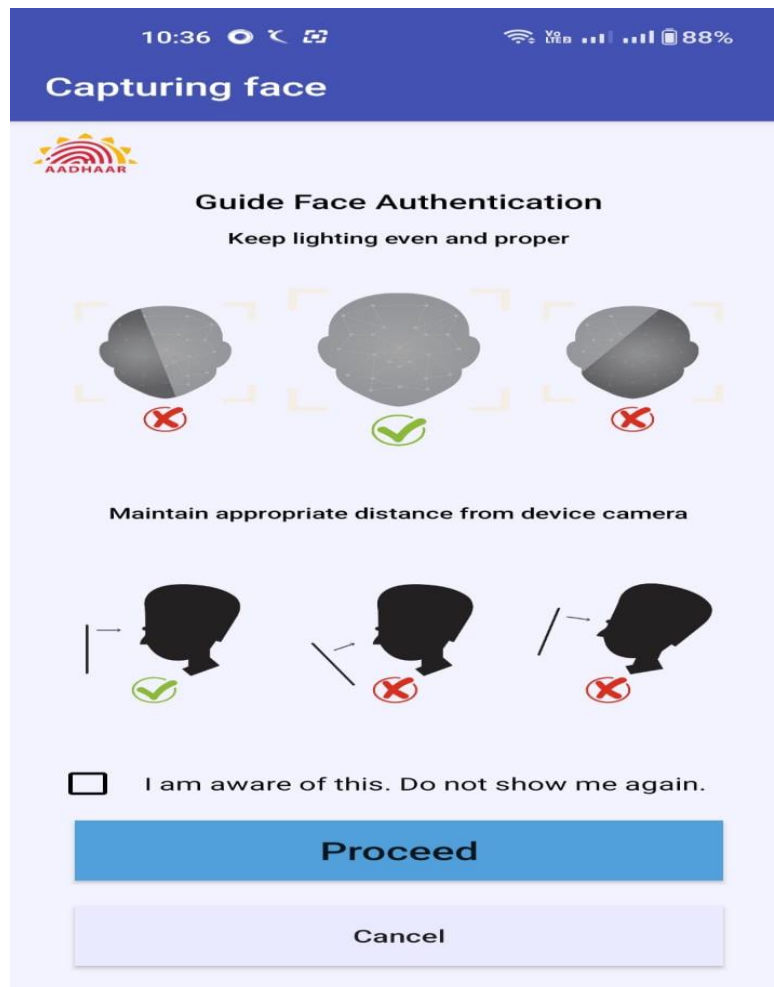 10:36 88%
Capturing face
AADHAAR
Guide Face Authentication
Keep lighting even and proper
Maintain appropriate distance from device camera
I am aware of this. Do not show me again.
Proceed
Cancel